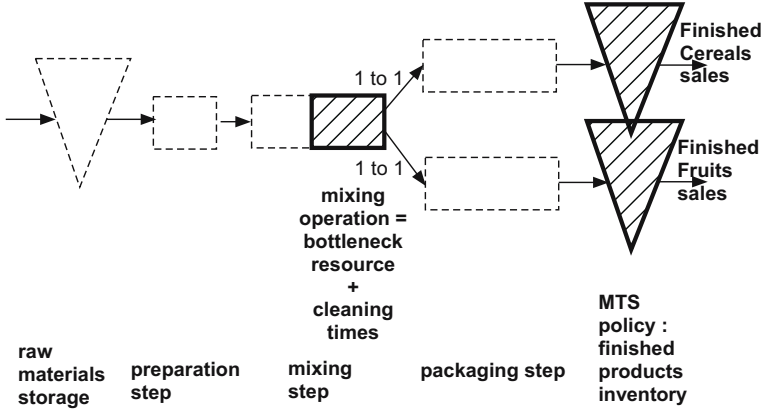 Finished
Cereals
sales
1 to 1
1 to 1
Finished
Fruits
sales
mixing
operation =
bottleneck
resource
+
cleaning
times
MTS
policy :
finished
products
inventory
raw
materials
storage
preparation
step
mixing
step
packaging step